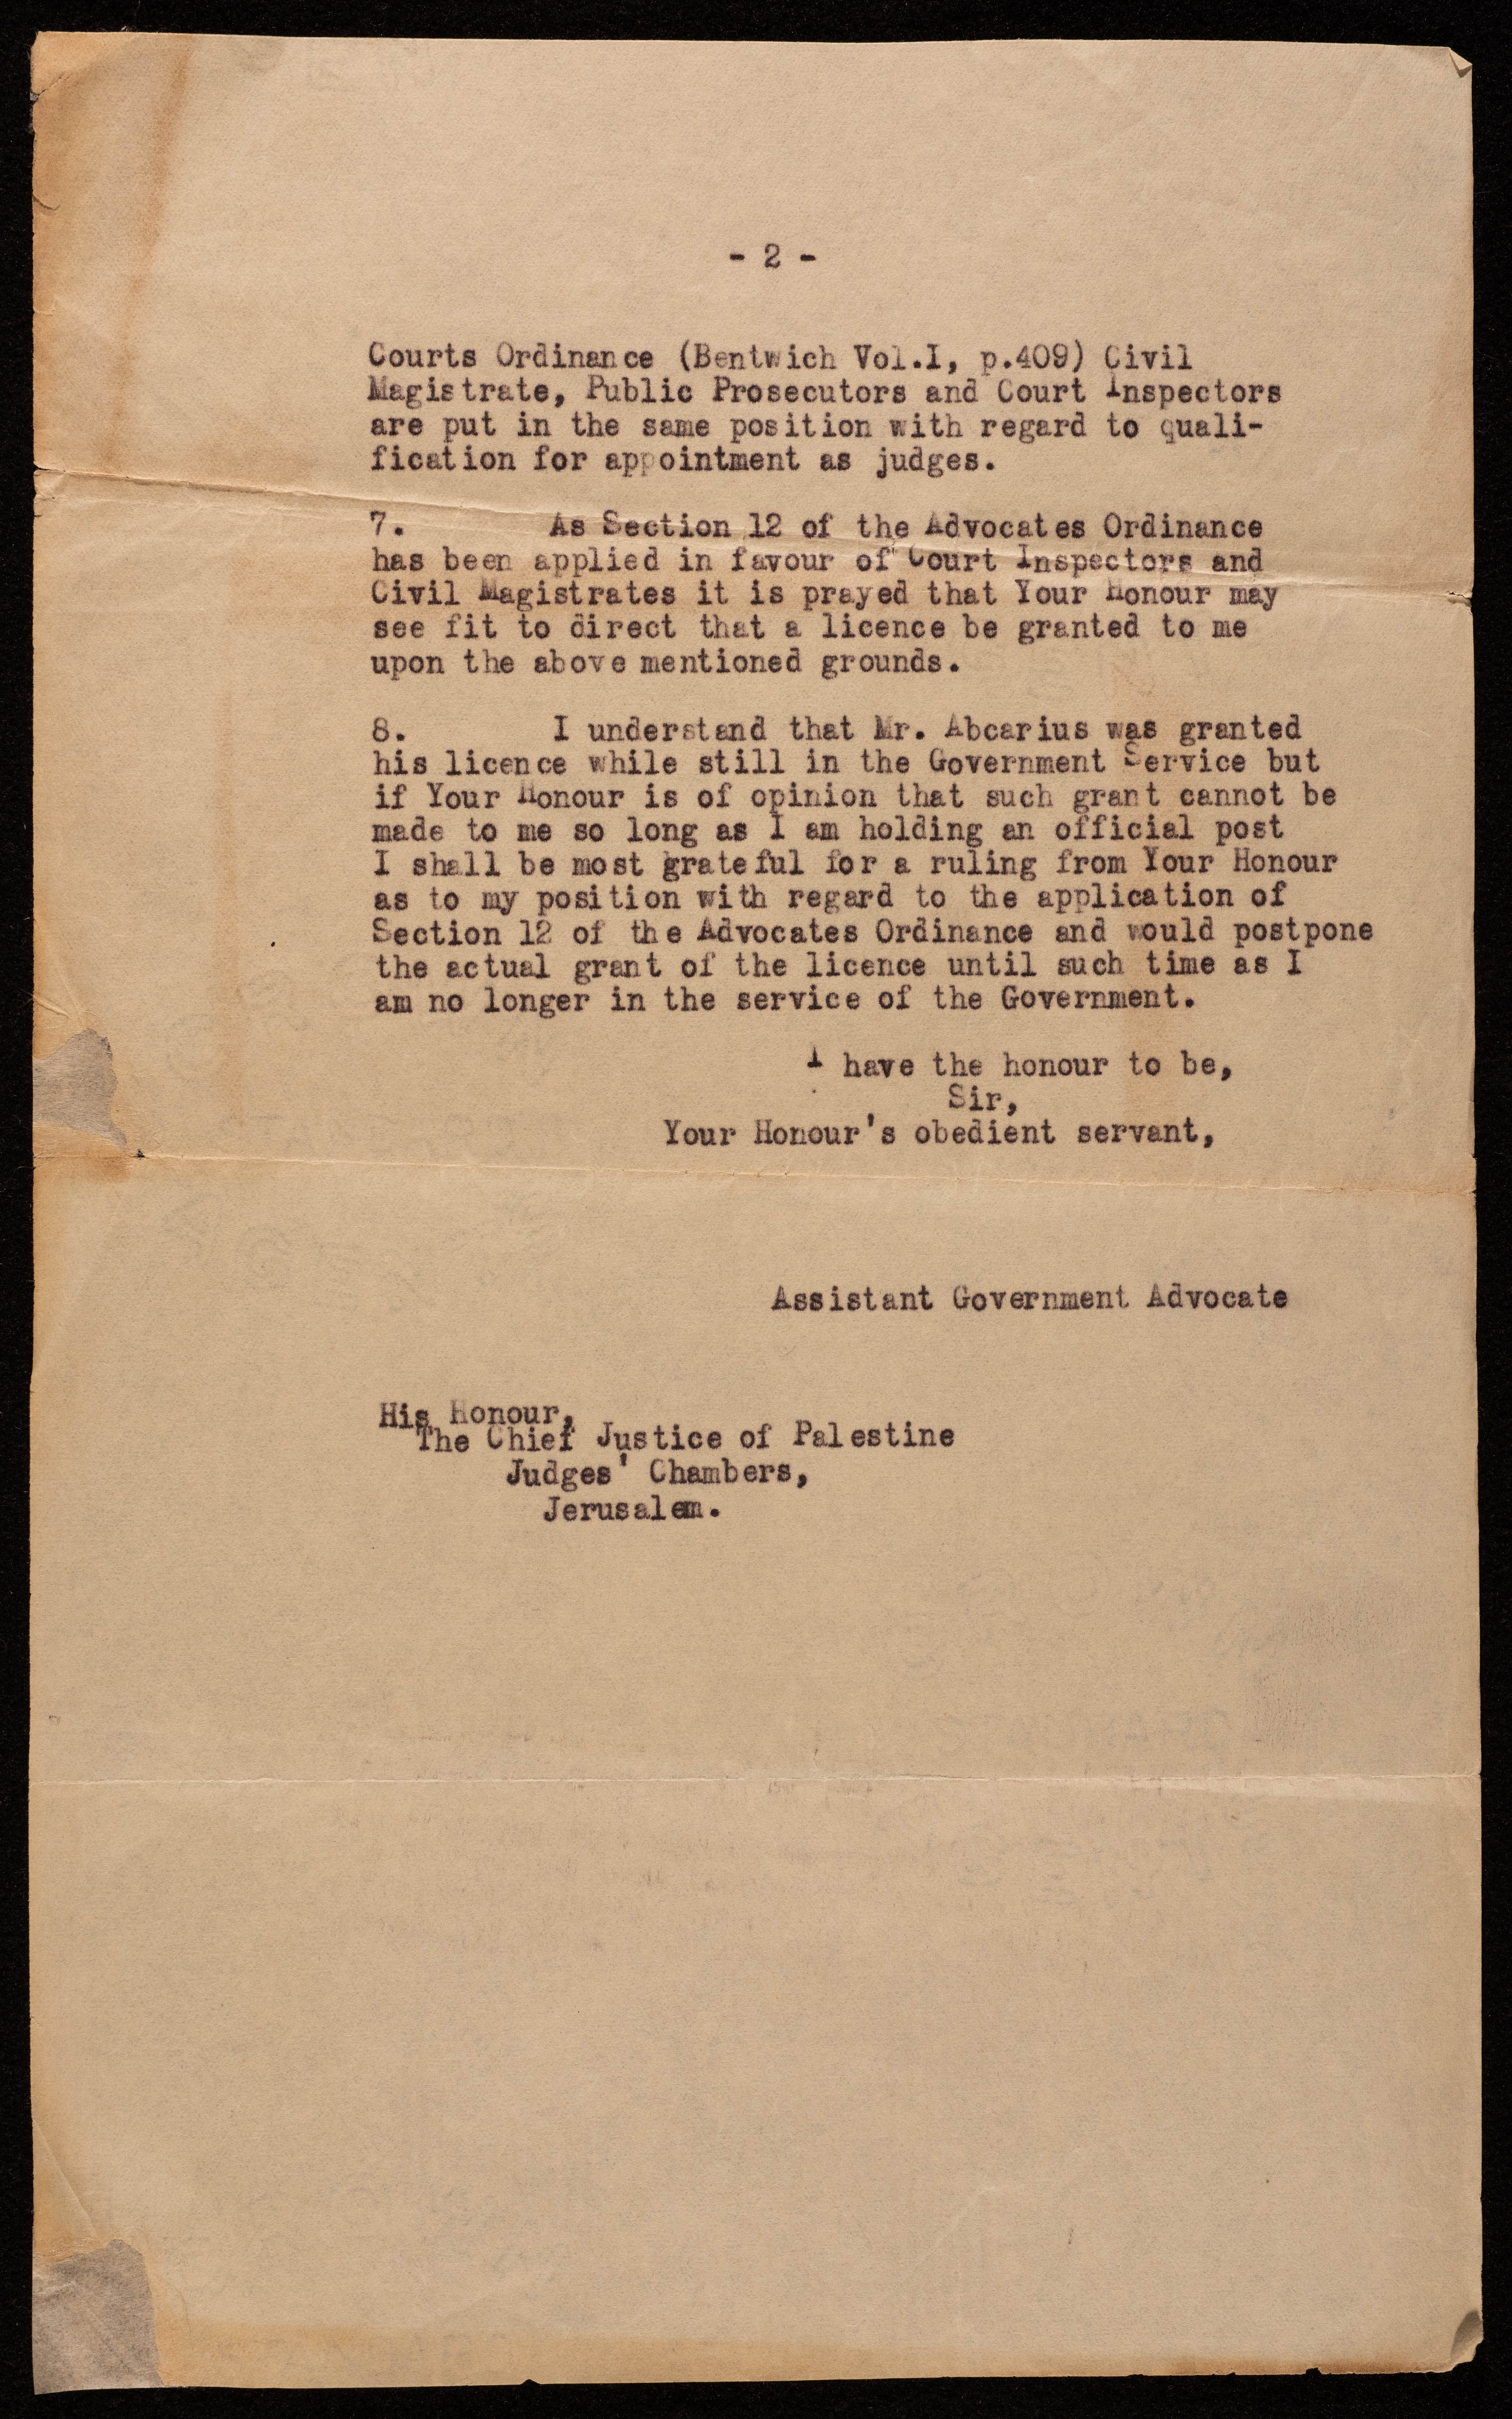 - 2 -
Courts Ordinance (Bentwich Vol.I, p.409) Civil
Magistrate, Public Prosecutors and Court Inspectors
are put in the same position with regard to quali-
fication for appointment as judges.
7. As Section 12 of the Advocates Ordinance
has been applied in favour of Court Inspectors and
Civil Magistrates it is prayed that Your Honour may
see fit to direct that a licence be granted to me
upon the above mentioned grounds.
8. I understand that Mr. Abcarius was granted
his licence while still in the Government Service but
if Your Honour is of opinion that such grant cannot be
made to me so long as I am holding an official post
I shall be most grateful for a ruling from Your Honour
as to my position with regard to the application of
Section 12 of the Advocates Ordinance and would postpone
the actual grant of the licence until such time as I
am no longer in the service of the Government.
I have the honour to be,
Sir,
Your Honour's obedient servant,
Assistant Government Advocate
His Honour,
The Chief Justice of Palestine
Judges' Chambers,
Jerusalem.